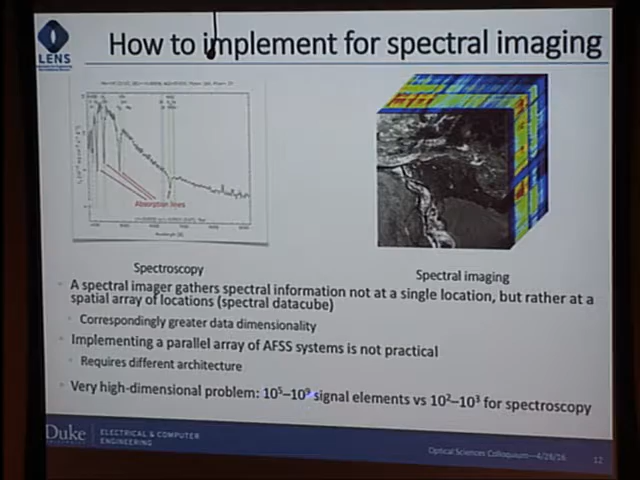 LENS
How to implement for spectral imaging
Absorption lines
Spectroscopy
Spectral imaging
A spectral imager gathers spectral information not at a single location, but rather at a
spatial array of locations (spectral datacube)
Correspondingly greater data dimensionality
Implementing a parallel array of AFSS systems is not practical
Requires different architecture
Very high-dimensional problem: 10⁵–10⁹ signal elements vs 10²–10³ for spectroscopy
Duke
ELECTRICAL & COMPUTER
ENGINEERING
Optical Sciences Colloquium—4/28/16
12